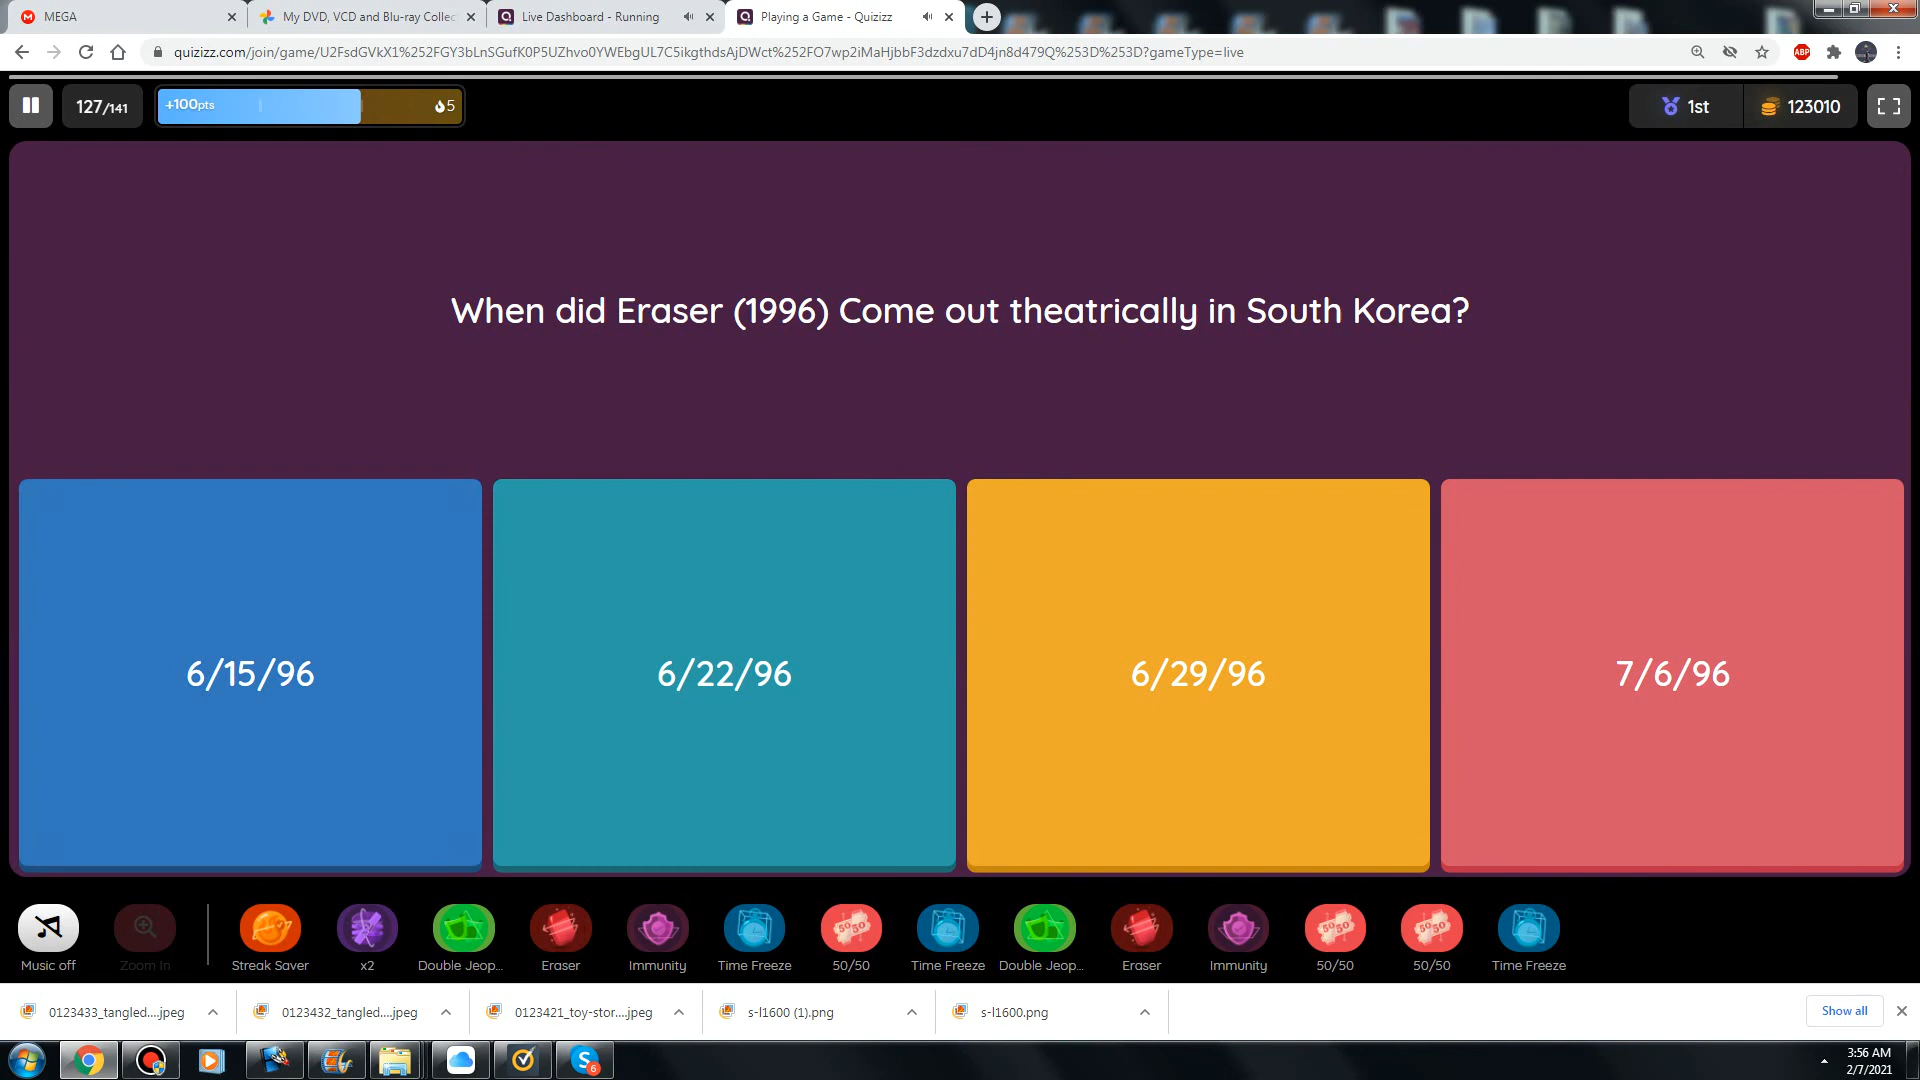 MEGA
My DVD, VCD and Blu-ray Collec
Live Dashboard - Running
Playing a Game - Quizizz
quizizz.com/join/game/U2FsdGVkX1%252FGY3bLnSGufK0P5UZhvo0YWEbgUL7C5ikgthdsAjDWct%252FO7wp2iMaHjbbF3dzdxu7dD4jn8d479Q%253D%253D?gameType=live
ABP
127/141
+100pts
5
1st
123010
When did Eraser (1996) Come out theatrically in South Korea?
6/15/96
6/22/96
6/29/96
7/6/96
Music off
Zoom In
Streak Saver
x2
Double Jeop...
Eraser
Immunity
Time Freeze
50/50
Time Freeze
Double Jeop...
Eraser
Immunity
50/50
50/50
Time Freeze
0123433_tangled....jpeg
0123432_tangled....jpeg
0123421_toy-stor....jpeg
s-l1600 (1).png
s-l1600.png
Show all
3:56 AM
2/7/2021